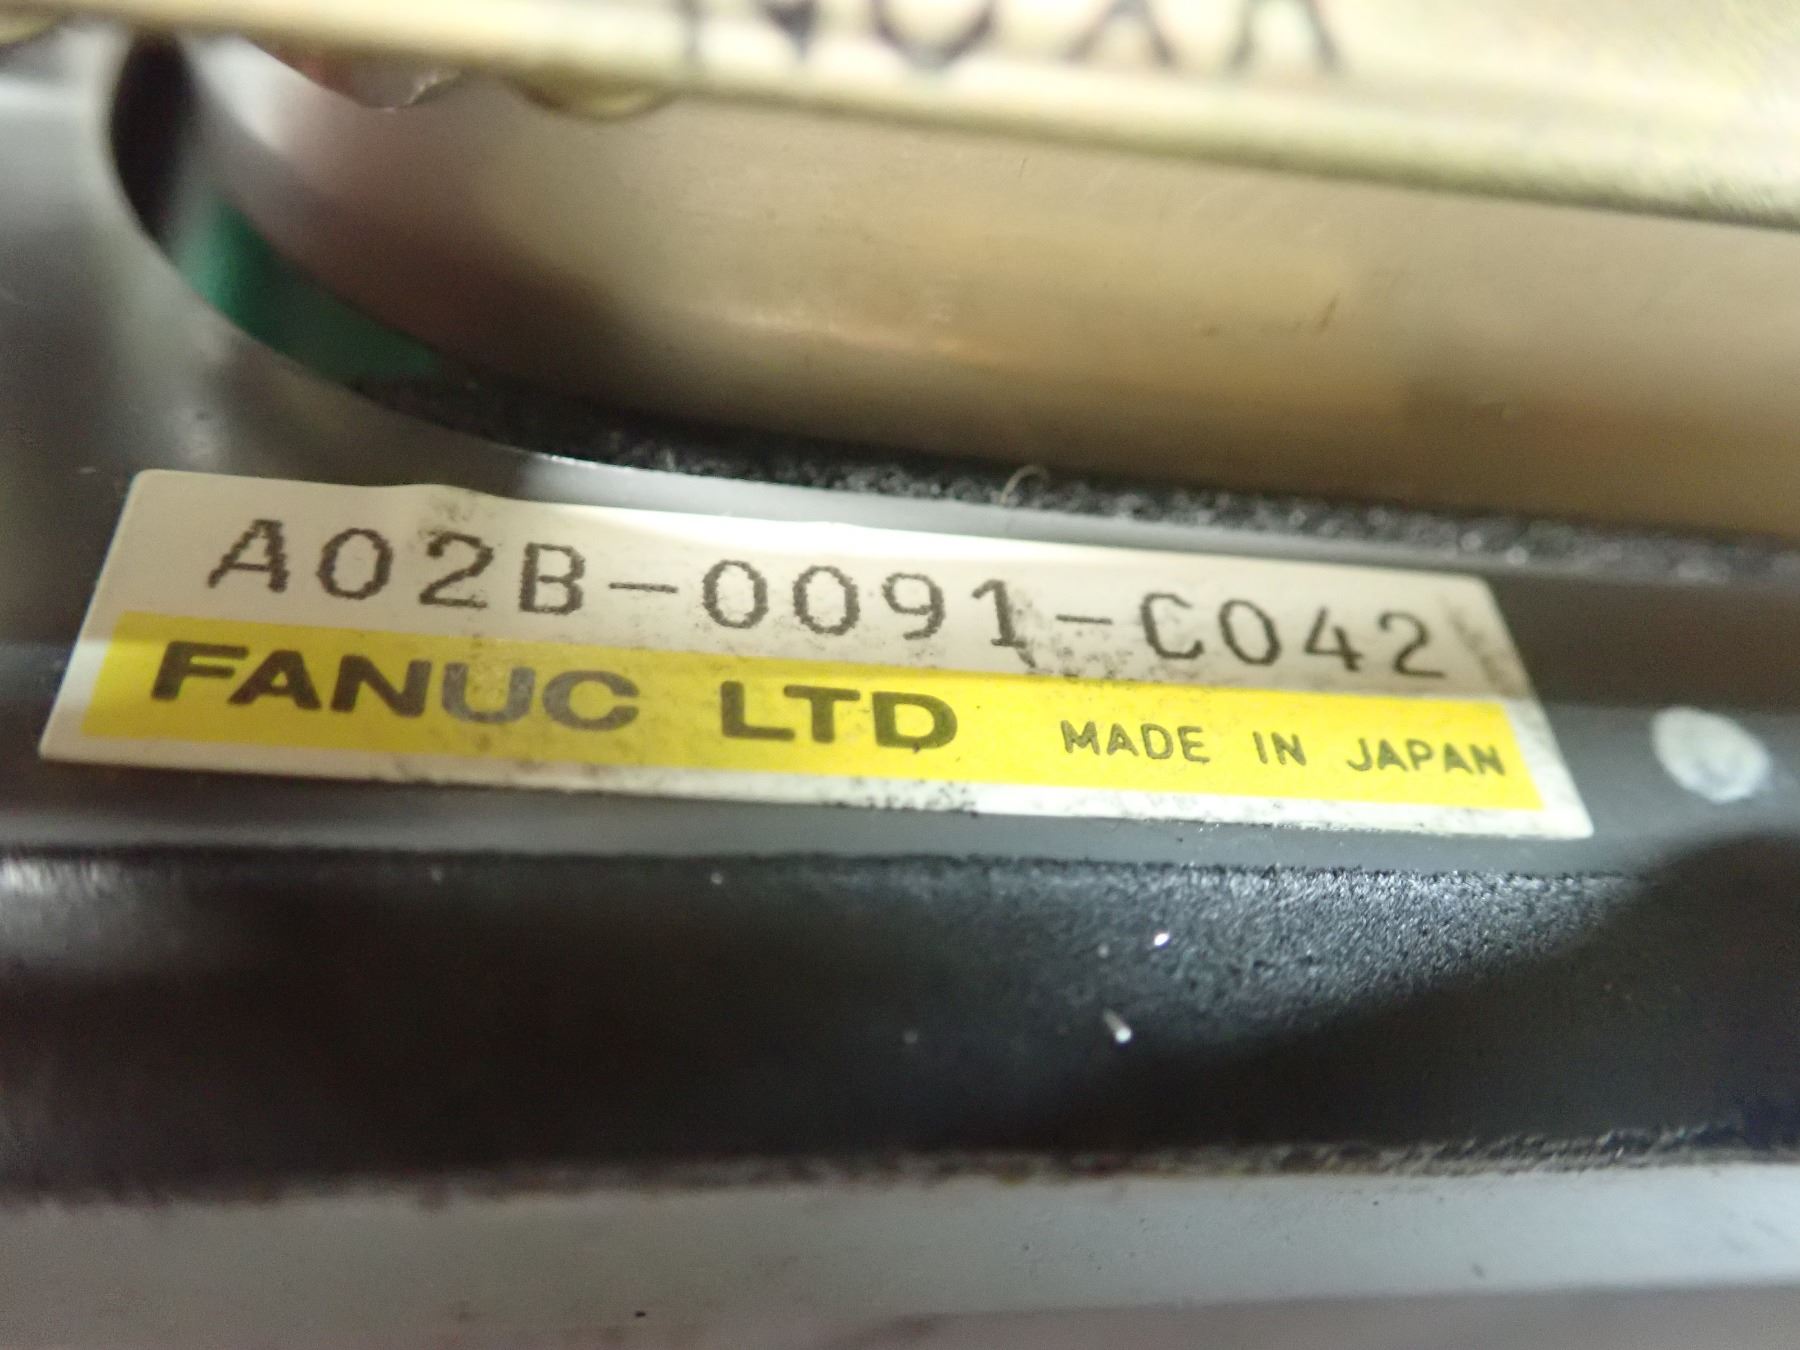 A02B-0091-C042
FANUC LTD MADE IN JAPAN